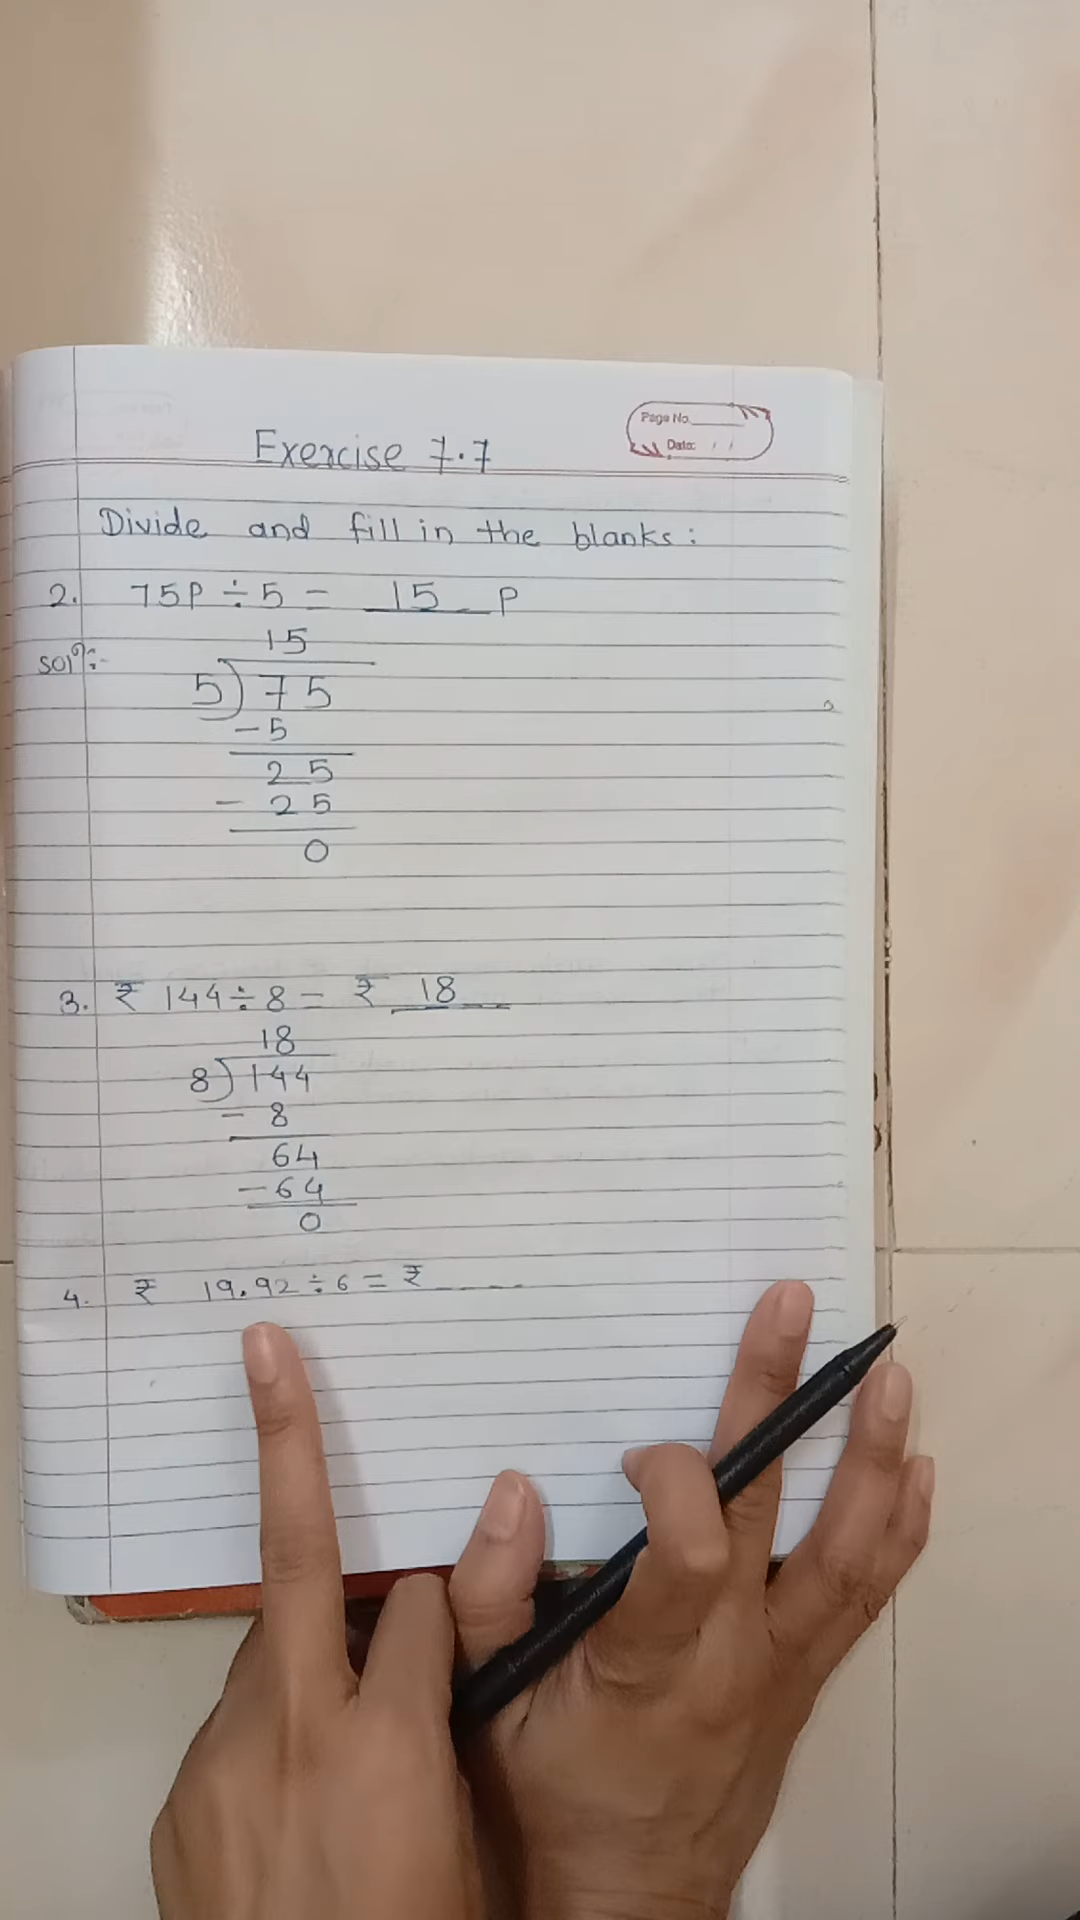 Page No.
Date: / /
Exercise 7.7
Divide and fill in the blanks:
2. 75P ÷ 5 = 15 P
Solⁿ:-
15
5) 75
-5
25
- 25
0
3. ₹ 144 ÷ 8 = ₹ 18
18
8) 144
- 8
64
- 64
0
4. ₹ 19.92 ÷ 6 = ₹ ____